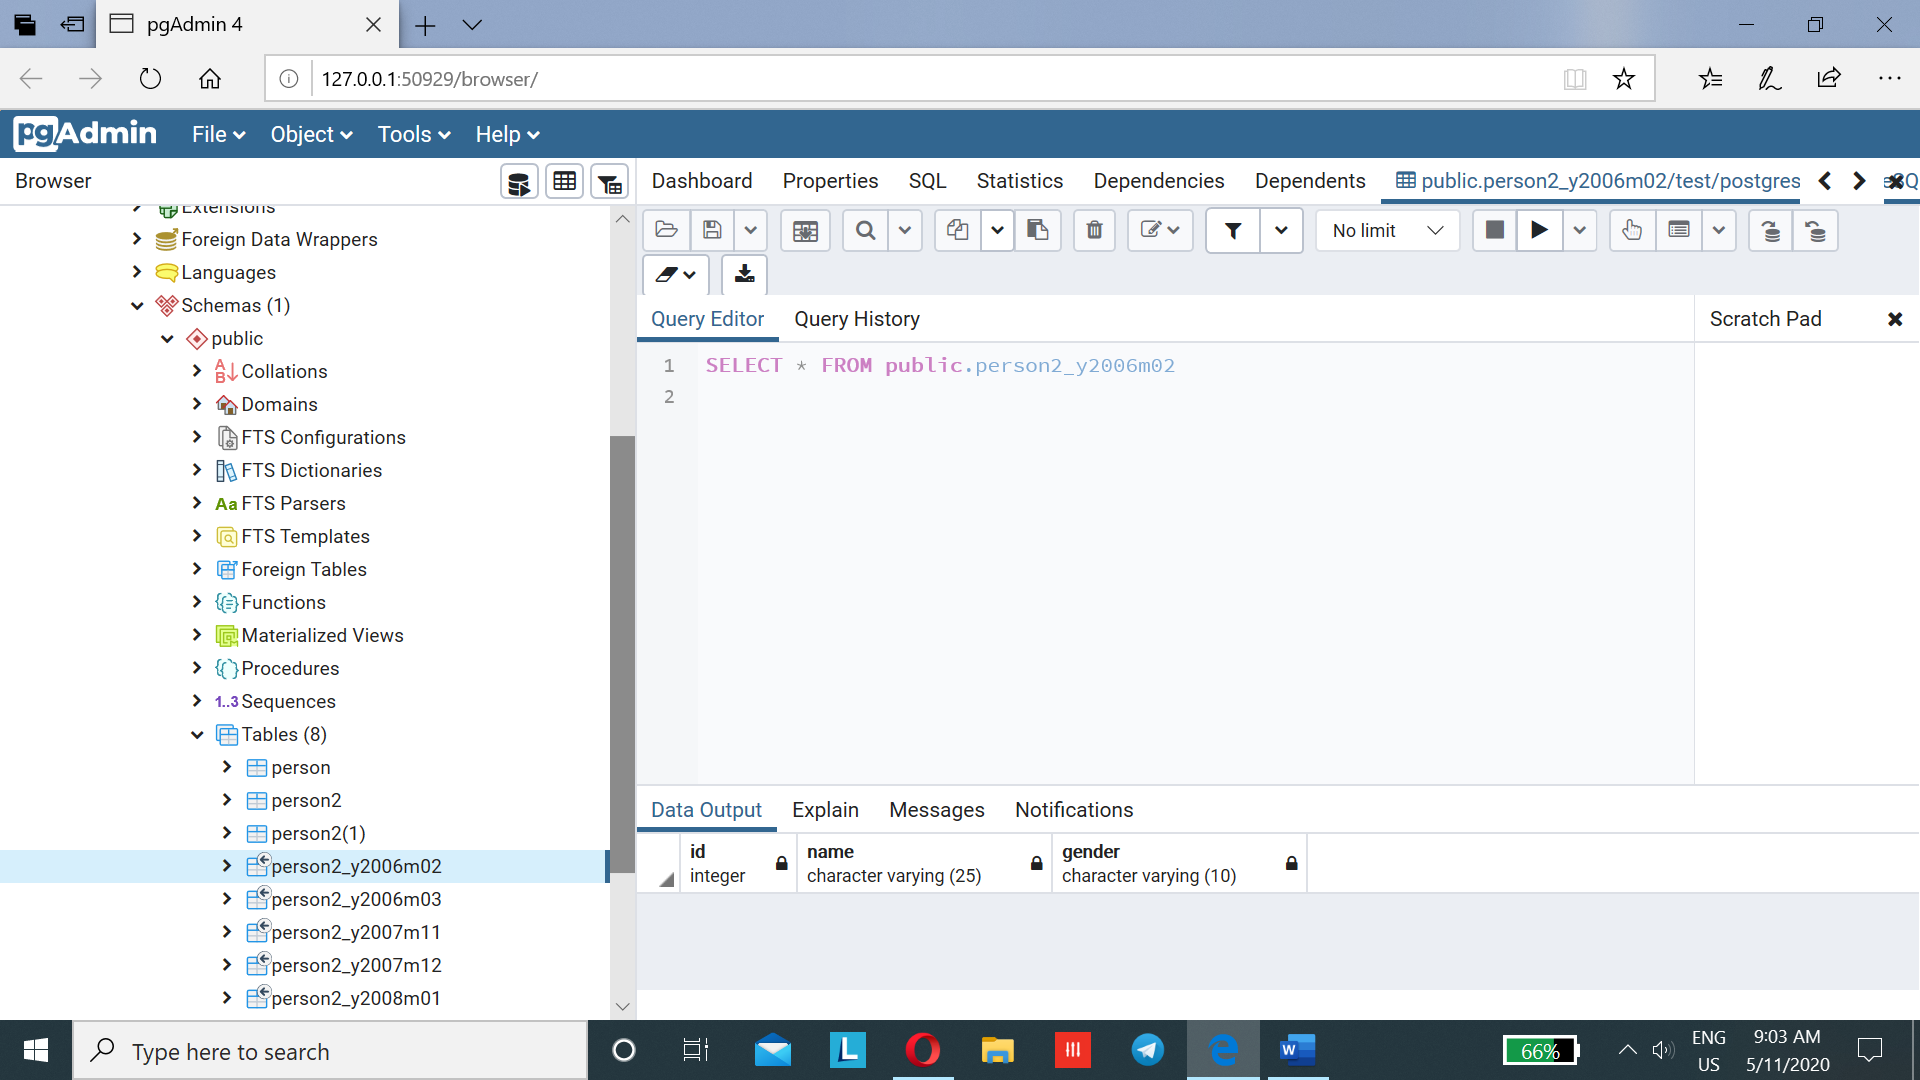 pgAdmin 4
127.0.0.1:50929/browser/
pgAdmin File Object Tools Help
Browser
Dashboard Properties SQL Statistics Dependencies Dependents public.person2_y2006m02/test/postgres eSQ
Extensions
Foreign Data Wrappers
Languages
Schemas (1)
public
Collations
Domains
FTS Configurations
FTS Dictionaries
Aa FTS Parsers
FTS Templates
Foreign Tables
Functions
Materialized Views
Procedures
1..3 Sequences
Tables (8)
person
person2
person2(1)
person2_y2006m02
person2_y2006m03
person2_y2007m11
person2_y2007m12
person2_y2008m01
No limit
Query Editor Query History
Scratch Pad
1 SELECT * FROM public.person2_y2006m02
2
Data Output Explain Messages Notifications
id
integer
name
character varying (25)
gender
character varying (10)
Type here to search
66%
ENG
US
9:03 AM
5/11/2020